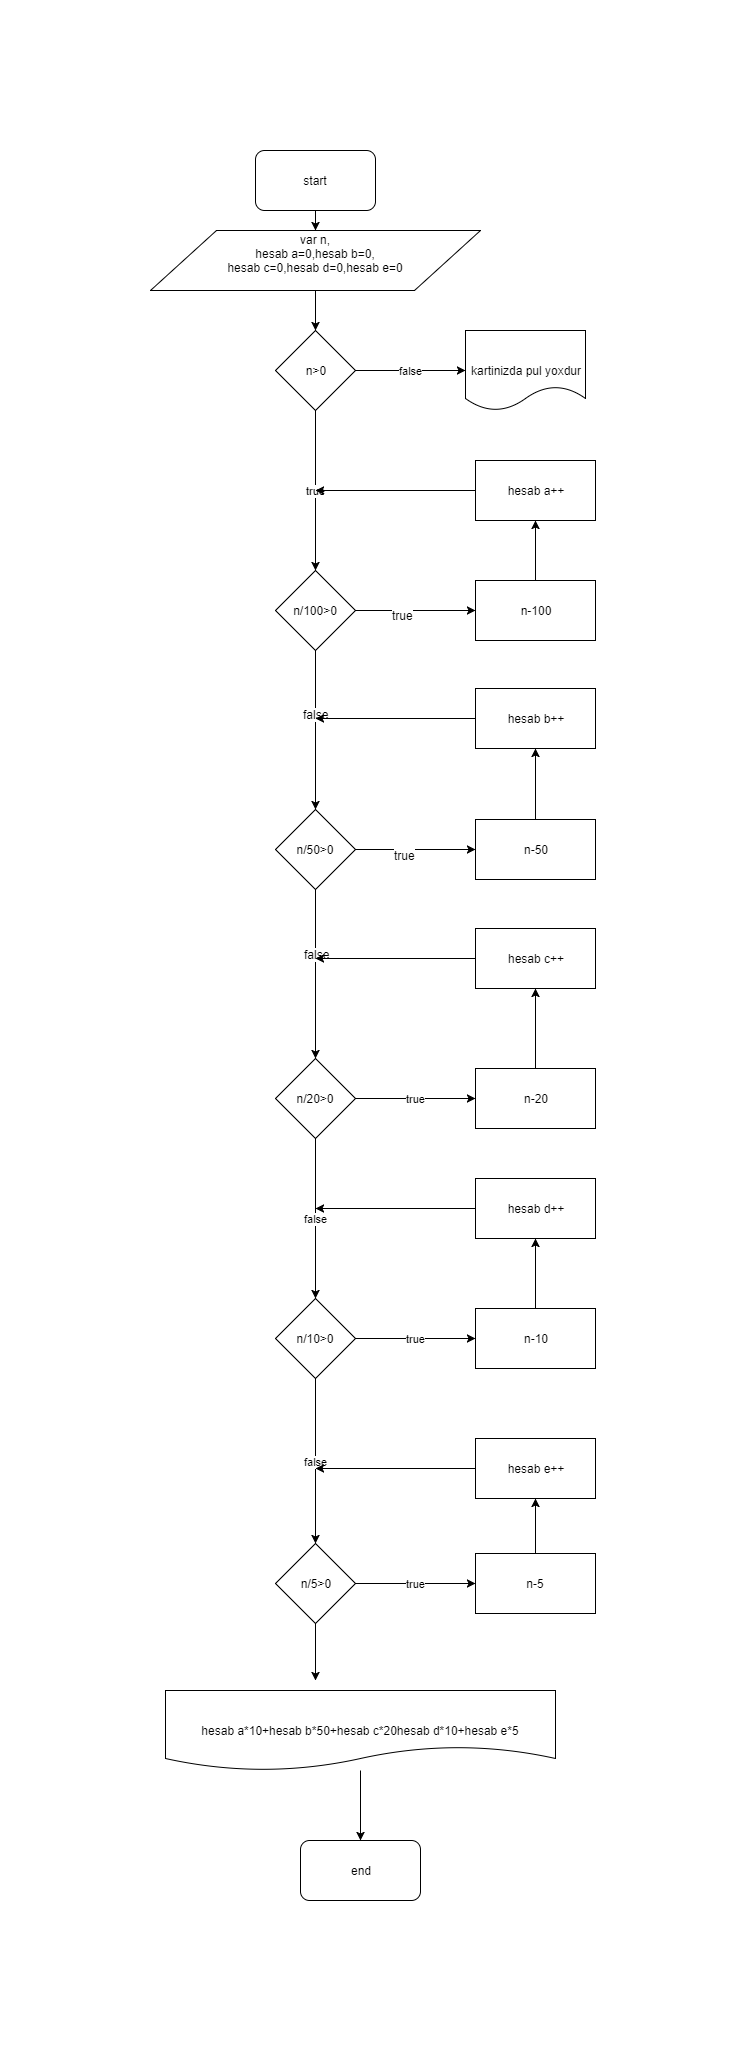 start
var n,
hesab a=0,hesab b=0,
hesab c=0,hesab d=0,hesab e=0
n>0
false
kartinizda pul yoxdur
true
hesab a++
n/100>0
true
n-100
false
hesab b++
n/50>0
true
n-50
false
hesab c++
n/20>0
true
n-20
false
hesab d++
n/10>0
true
n-10
false
hesab e++
n/5>0
true
n-5
hesab a*10+hesab b*50+hesab c*20hesab d*10+hesab e*5
end